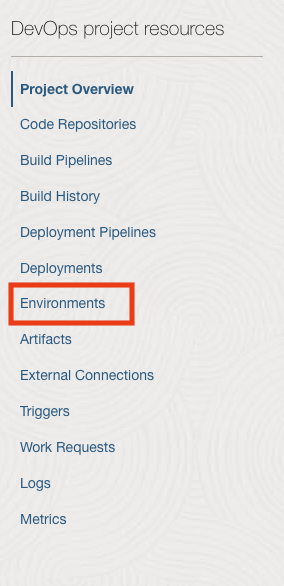 DevOps project resources
Project Overview
Code Repositories
Build Pipelines
Build History
Deployment Pipelines
Deployments
Environments
Artifacts
External Connections
Triggers
Work Requests
Logs
Metrics